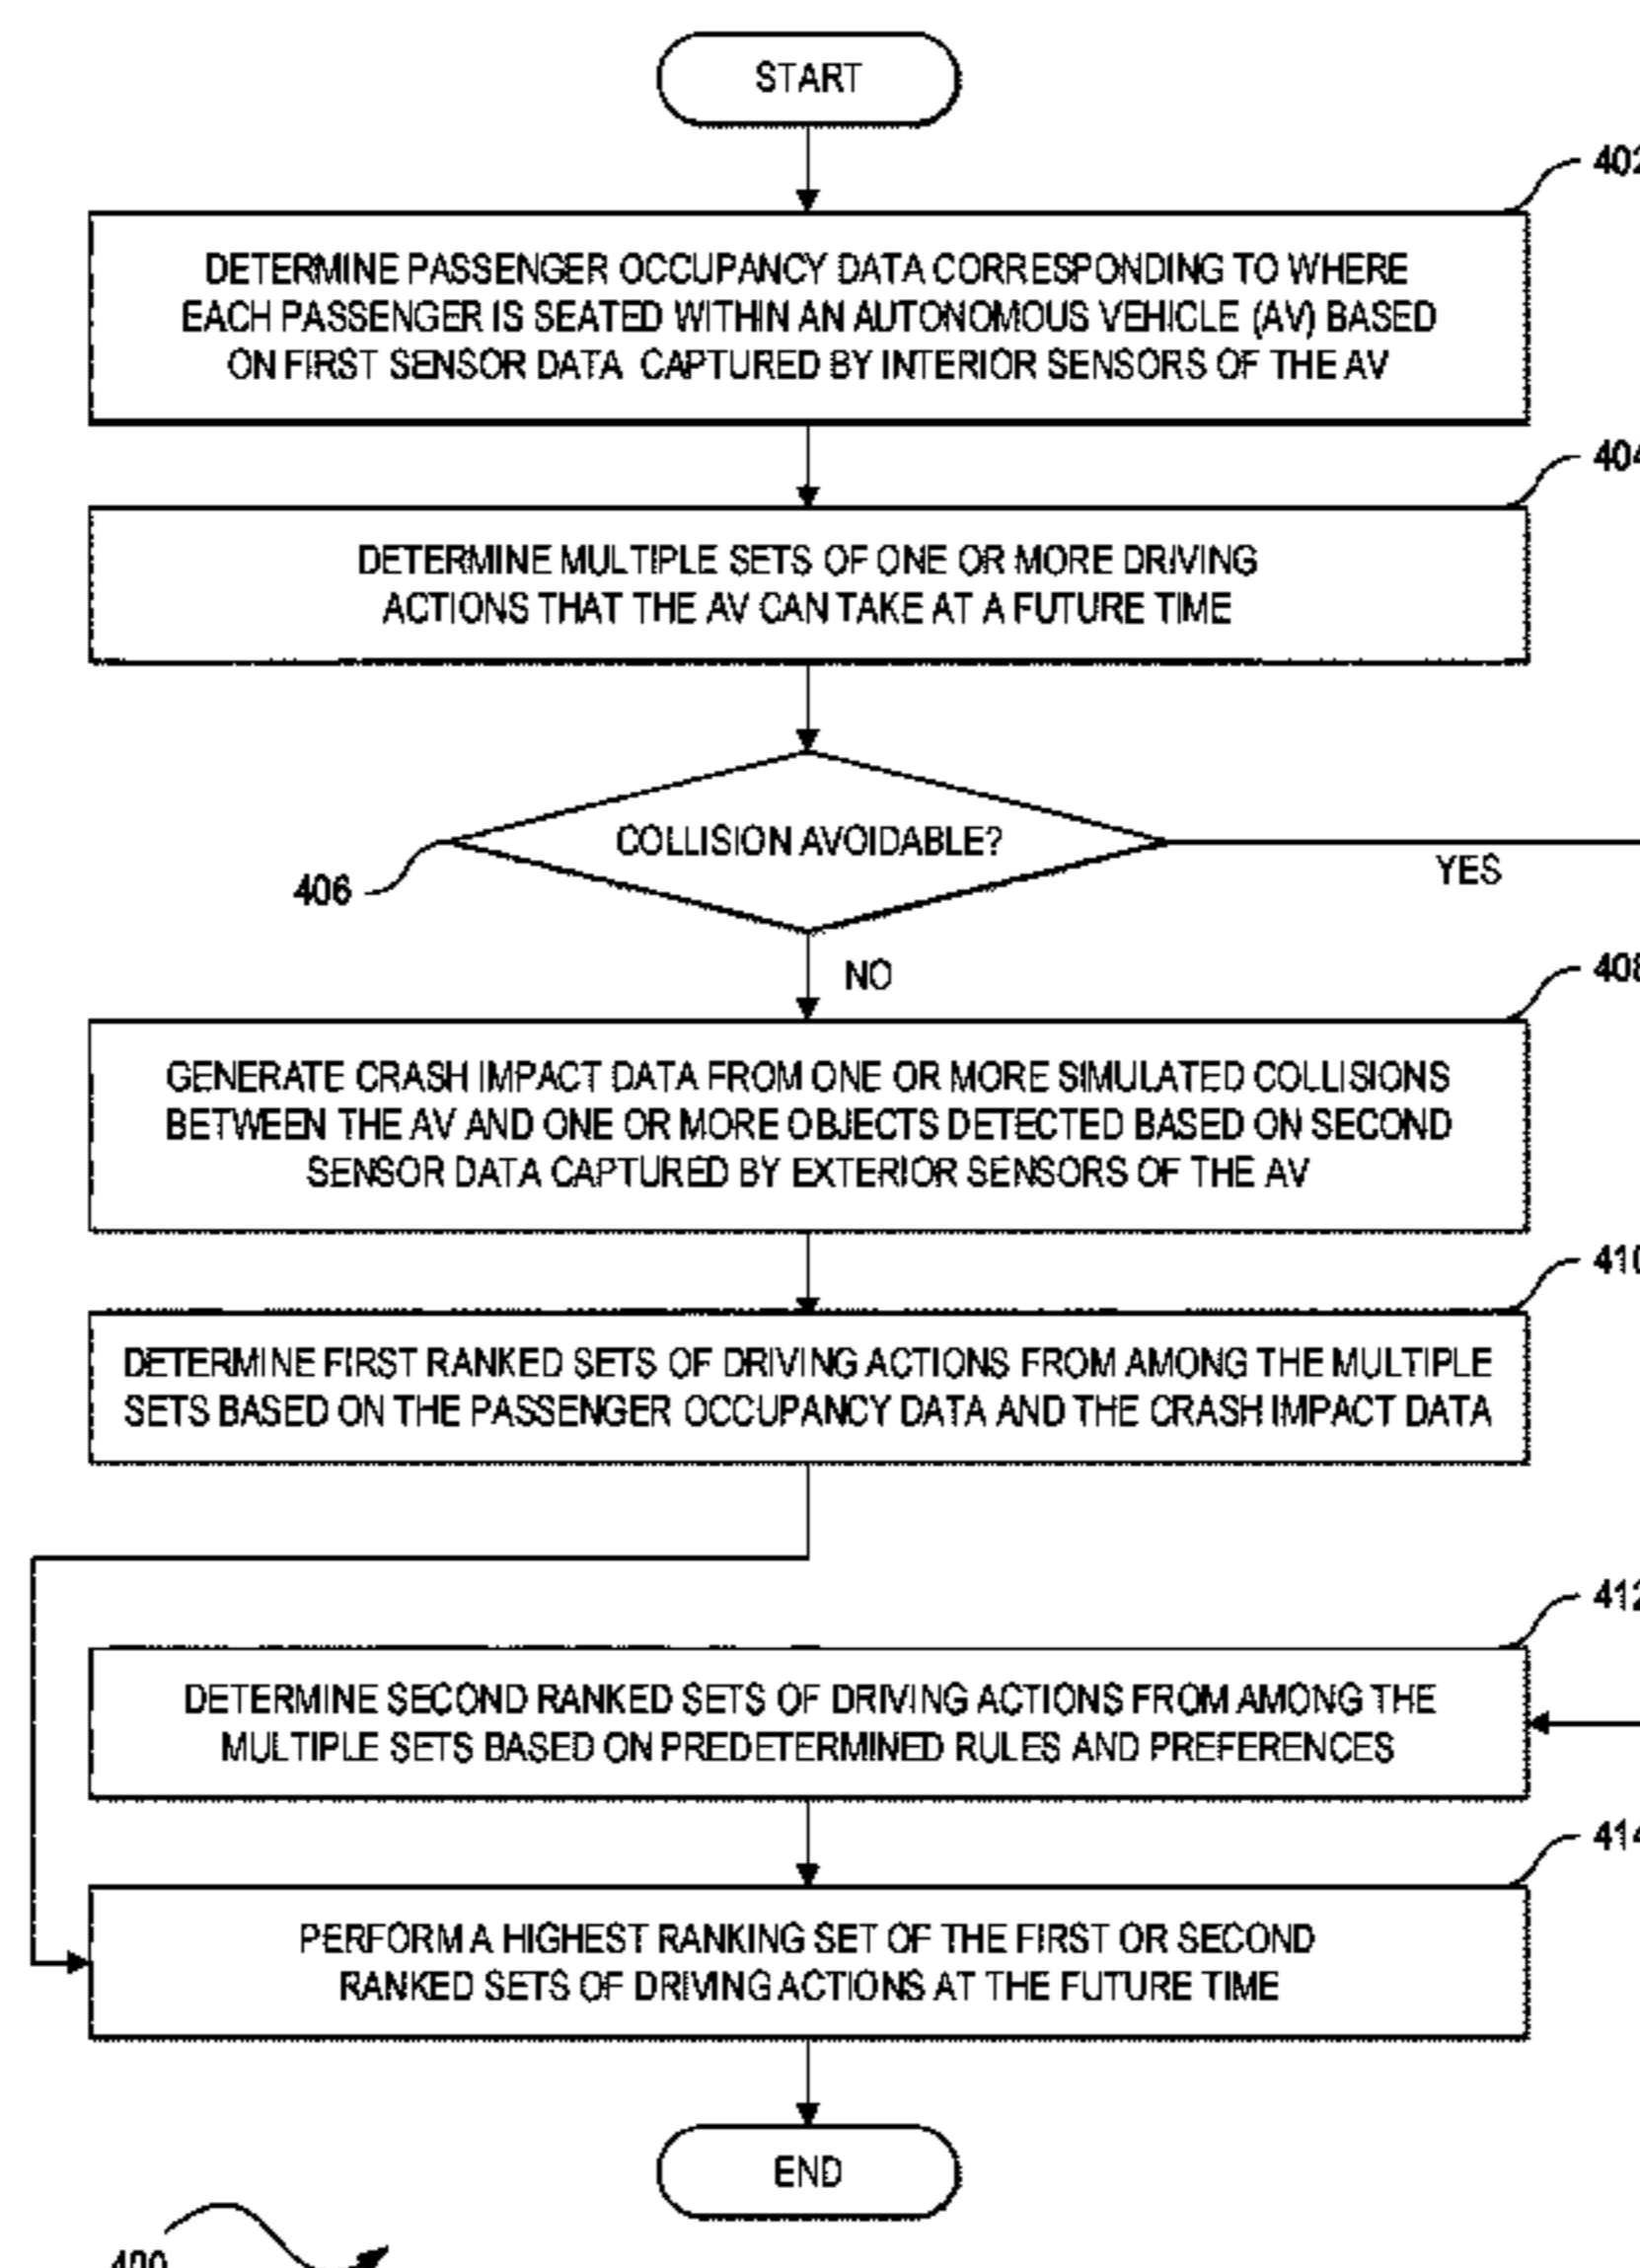 START
402
DETERMINE PASSENGER OCCUPANCY DATA CORRESPONDING TO WHERE
EACH PASSENGER IS SEATED WITHIN AN AUTONOMOUS VEHICLE (AV) BASED
ON FIRST SENSOR DATA CAPTURED BY INTERIOR SENSORS OF THE AV
404
DETERMINE MULTIPLE SETS OF ONE OR MORE DRIVING
ACTIONS THAT THE AV CAN TAKE AT A FUTURE TIME
COLLISION AVOIDABLE?
YES
406
NO
408
GENERATE CRASH IMPACT DATA FROM ONE OR MORE SIMULATED COLLISIONS
BETWEEN THE AV AND ONE OR MORE OBJECTS DETECTED BASED ON SECOND
SENSOR DATA CAPTURED BY EXTERIOR SENSORS OF THE AV
410
DETERMINE FIRST RANKED SETS OF DRIVING ACTIONS FROM AMONG THE MULTIPLE
SETS BASED ON THE PASSENGER OCCUPANCY DATA AND THE CRASH IMPACT DATA
412
DETERMINE SECOND RANKED SETS OF DRIVING ACTIONS FROM AMONG THE
MULTIPLE SETS BASED ON PREDETERMINED RULES AND PREFERENCES
414
PERFORM A HIGHEST RANKING SET OF THE FIRST OR SECOND
RANKED SETS OF DRIVING ACTIONS AT THE FUTURE TIME
END
400